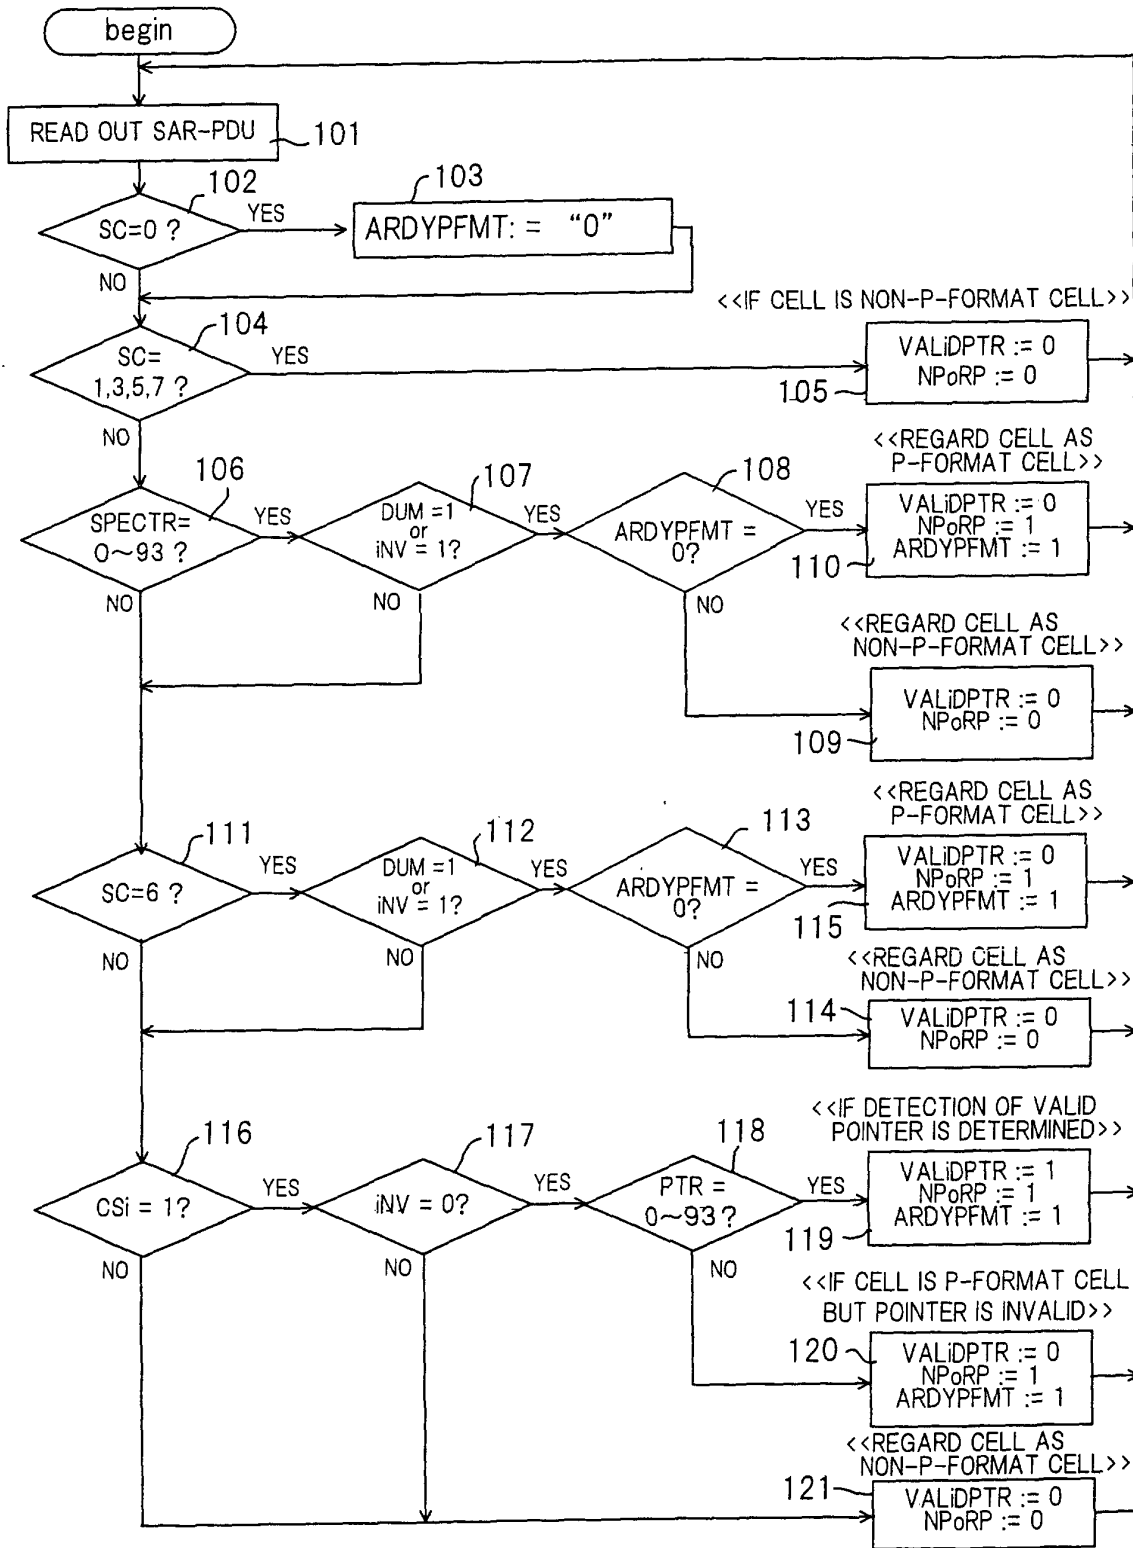 begin
READ OUT SAR-PDU
101
102
SC=0 ?
YES
NO
103
ARDYPFMT: = “0”
104
SC=
1,3,5,7 ?
YES
NO
<<IF CELL IS NON-P-FORMAT CELL>>
VALiDPTR := 0
NPoRP := 0
105
106
SPECTR=
0~93 ?
YES
NO
107
DUM =1
or
iNV = 1?
YES
NO
108
ARDYPFMT =
0?
YES
NO
<<REGARD CELL AS
P-FORMAT CELL>>
VALiDPTR := 0
NPoRP := 1
ARDYPFMT := 1
110
<<REGARD CELL AS
NON-P-FORMAT CELL>>
VALiDPTR := 0
NPoRP := 0
109
111
SC=6 ?
YES
NO
112
DUM =1
or
iNV = 1?
YES
NO
113
ARDYPFMT =
0?
YES
NO
<<REGARD CELL AS
P-FORMAT CELL>>
VALiDPTR := 0
NPoRP := 1
ARDYPFMT := 1
115
<<REGARD CELL AS
NON-P-FORMAT CELL>>
114
VALiDPTR := 0
NPoRP := 0
116
CSi = 1?
YES
NO
117
iNV = 0?
YES
NO
118
PTR =
0~93 ?
YES
NO
<<IF DETECTION OF VALID
POINTER IS DETERMINED>>
VALiDPTR := 1
NPoRP := 1
ARDYPFMT := 1
119
<<IF CELL IS P-FORMAT CELL
BUT POINTER IS INVALID>>
120
VALiDPTR := 0
NPoRP := 1
ARDYPFMT := 1
<<REGARD CELL AS
NON-P-FORMAT CELL>>
121
VALiDPTR := 0
NPoRP := 0